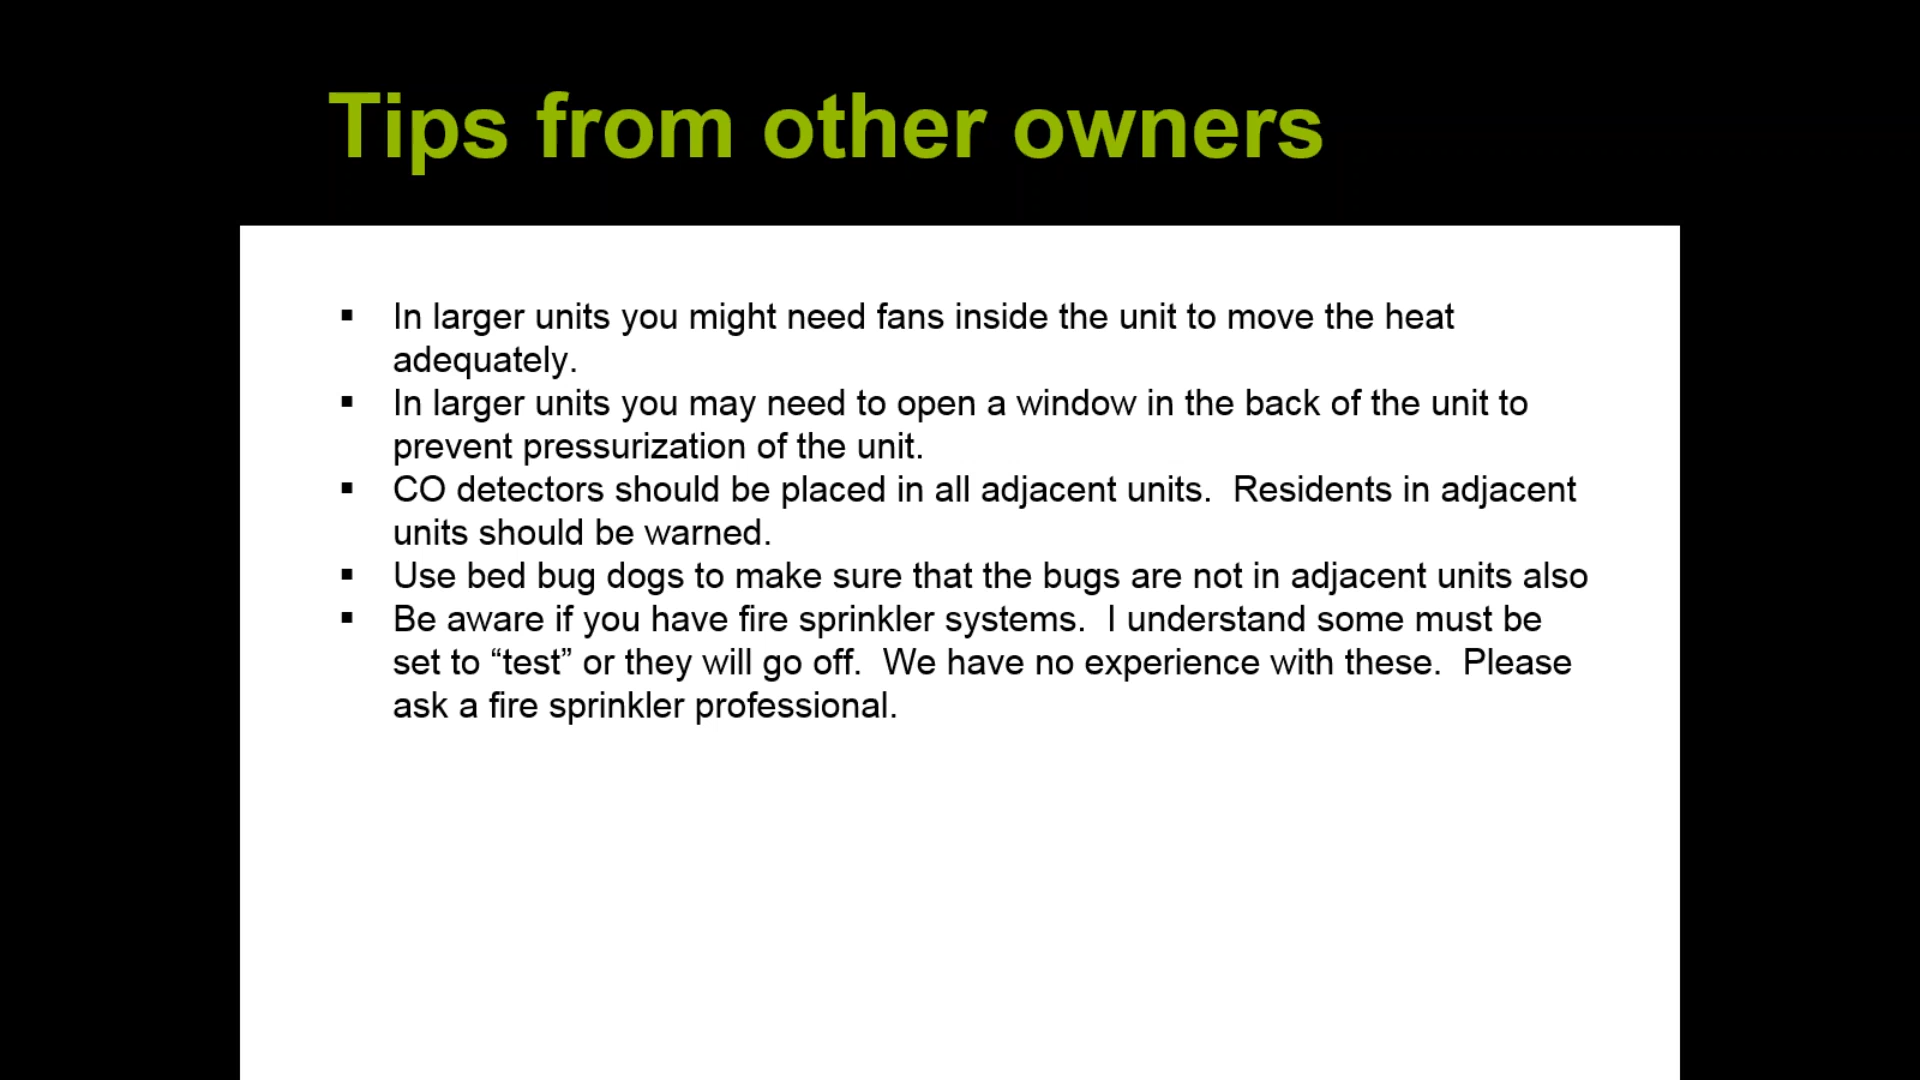 Tips from other owners
▪ In larger units you might need fans inside the unit to move the heat
adequately.
▪ In larger units you may need to open a window in the back of the unit to
prevent pressurization of the unit.
▪ CO detectors should be placed in all adjacent units.  Residents in adjacent
units should be warned.
▪ Use bed bug dogs to make sure that the bugs are not in adjacent units also
▪ Be aware if you have fire sprinkler systems.  I understand some must be
set to “test” or they will go off.  We have no experience with these.  Please
ask a fire sprinkler professional.